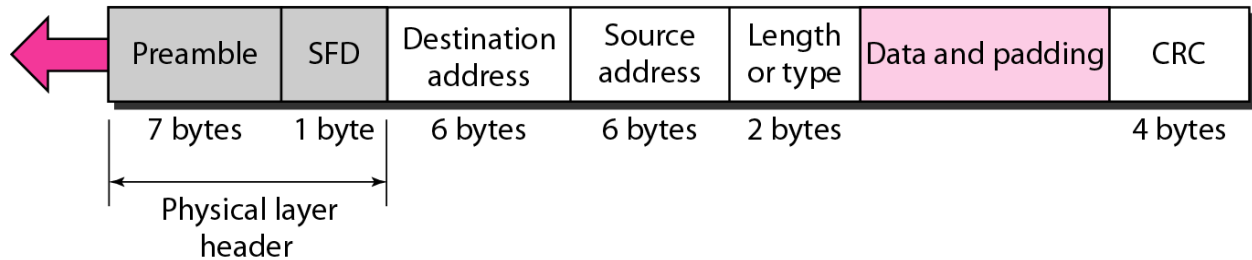 Preamble
SFD
Destination
address
Source
address
Length
or type
Data and padding
CRC
7 bytes
1 byte
6 bytes
6 bytes
2 bytes
4 bytes
Physical layer
header